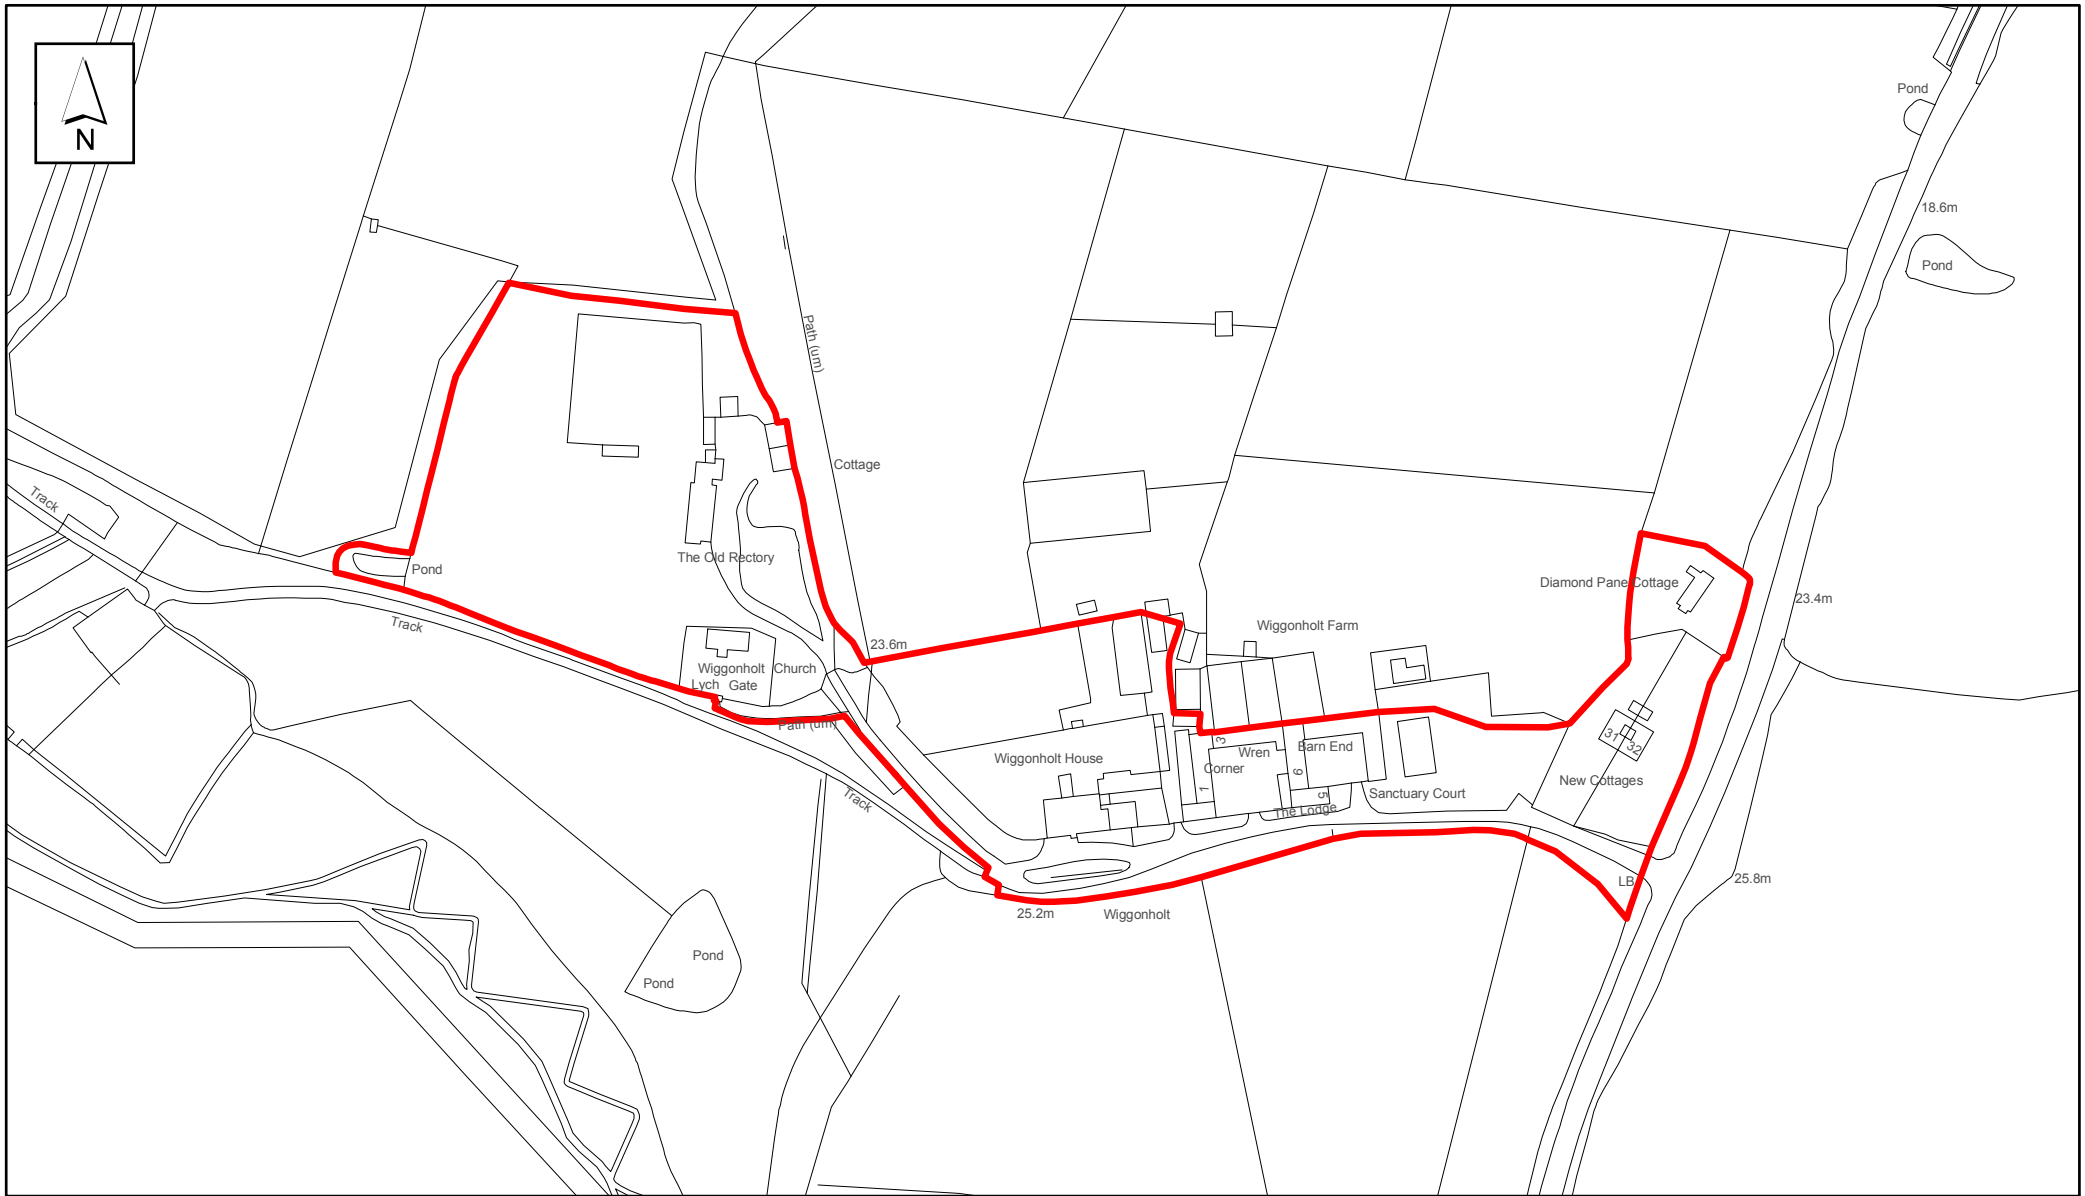 N
Pond
18.6m
Pond
Path (um)
Cottage
Track
The Old Rectory
Pond
Diamond Pane Cottage
23.4m
Track
Wiggonholt Farm
23.6m
Wiggonholt Church
Lych Gate
Path (um)
31
32
3
Wren
Corner
Barn End
Wiggonholt House
6
New Cottages
1
5
Sanctuary Court
Track
The Lodge
LB
25.8m
25.2m
Wiggonholt
Pond
Pond